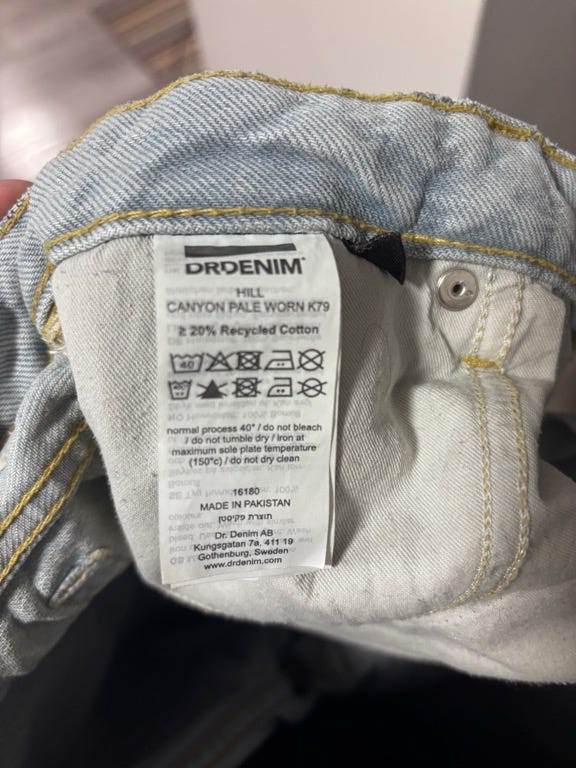 DRDENIM
HILL
CANYON PALE WORN K79
≥ 20% Recycled Cotton
40
normal process 40° / do not bleach
/ do not tumble dry / iron at
maximum sole plate temperature
(150°c) / do not dry clean
16180
MADE IN PAKISTAN
תוצרת פקיסטן
Dr. Denim AB
Kungsgatan 7a, 411 19
Gothenburg, Sweden
www.drdenim.com